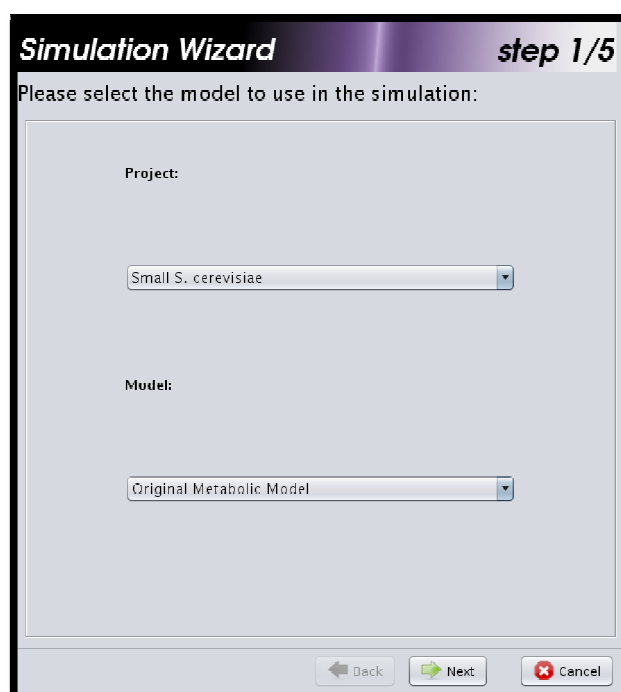 Simulation Wizard step 1/5
Please select the model to use in the simulation:
Project:
Small S. cerevisiae
Model:
Original Metabolic Model
Back Next Cancel